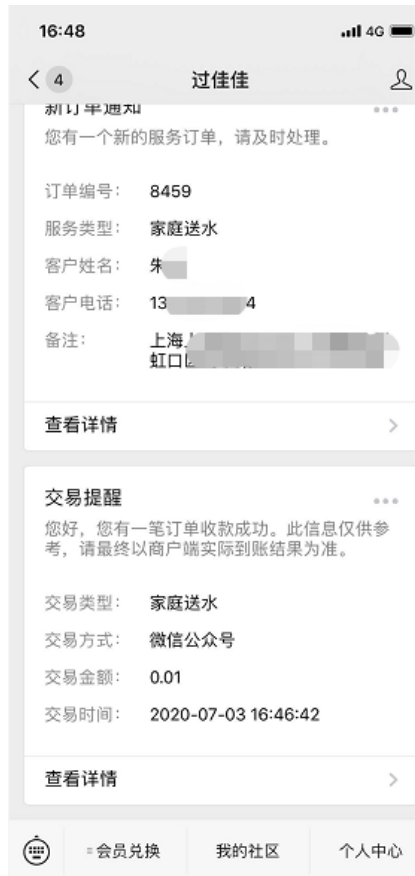 16:48
4G
4
过佳佳
新订单通知
您有一个新的服务订单，请及时处理。
订单编号： 8459
服务类型： 家庭送水
客户姓名： 朱
客户电话： 13 4
备注： 上海
虹口
查看详情
交易提醒
您好，您有一笔订单收款成功。此信息仅供参
考，请最终以商户端实际到账结果为准。
交易类型： 家庭送水
交易方式： 微信公众号
交易金额： 0.01
交易时间： 2020-07-03 16:46:42
查看详情
会员兑换
我的社区
个人中心